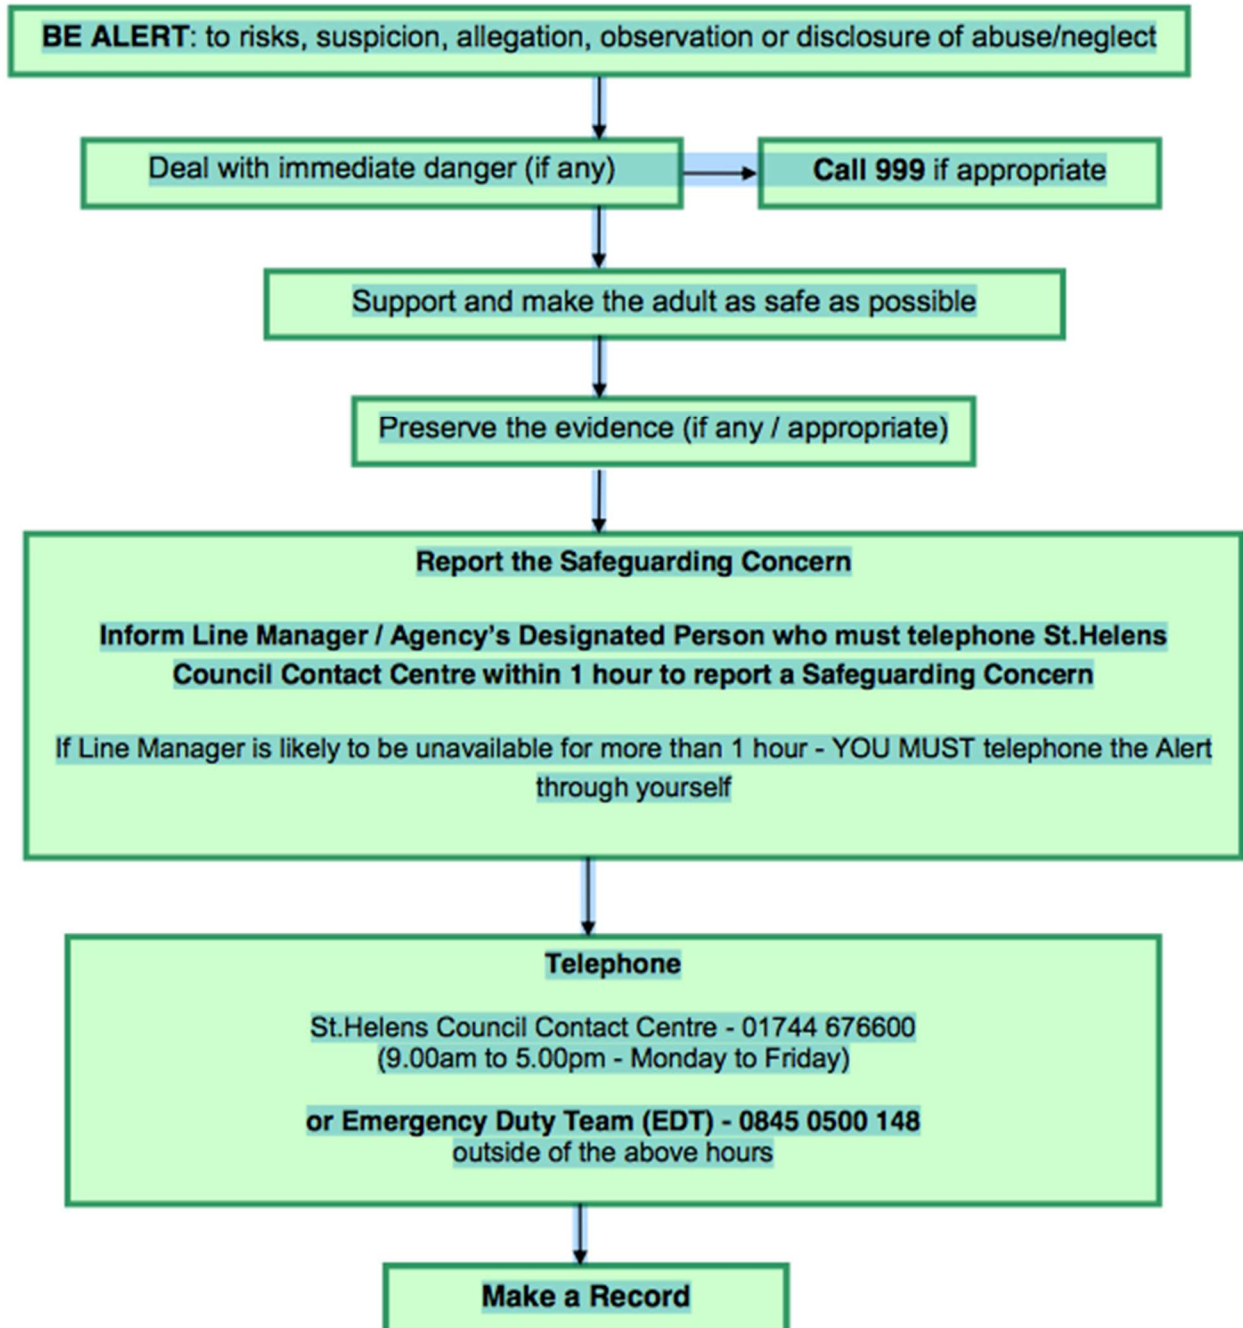 BE ALERT: to risks, suspicion, allegation, observation or disclosure of abuse/neglect
Deal with immediate danger (if any)
Call 999 if appropriate
Support and make the adult as safe as possible
Preserve the evidence (if any / appropriate)
Report the Safeguarding Concern
Inform Line Manager / Agency's Designated Person who must telephone St.Helens
Council Contact Centre within 1 hour to report a Safeguarding Concern
If Line Manager is likely to be unavailable for more than 1 hour - YOU MUST telephone the Alert
through yourself
Telephone
St.Helens Council Contact Centre - 01744 676600
(9.00am to 5.00pm - Monday to Friday)
or Emergency Duty Team (EDT) - 0845 0500 148
outside of the above hours
Make a Record